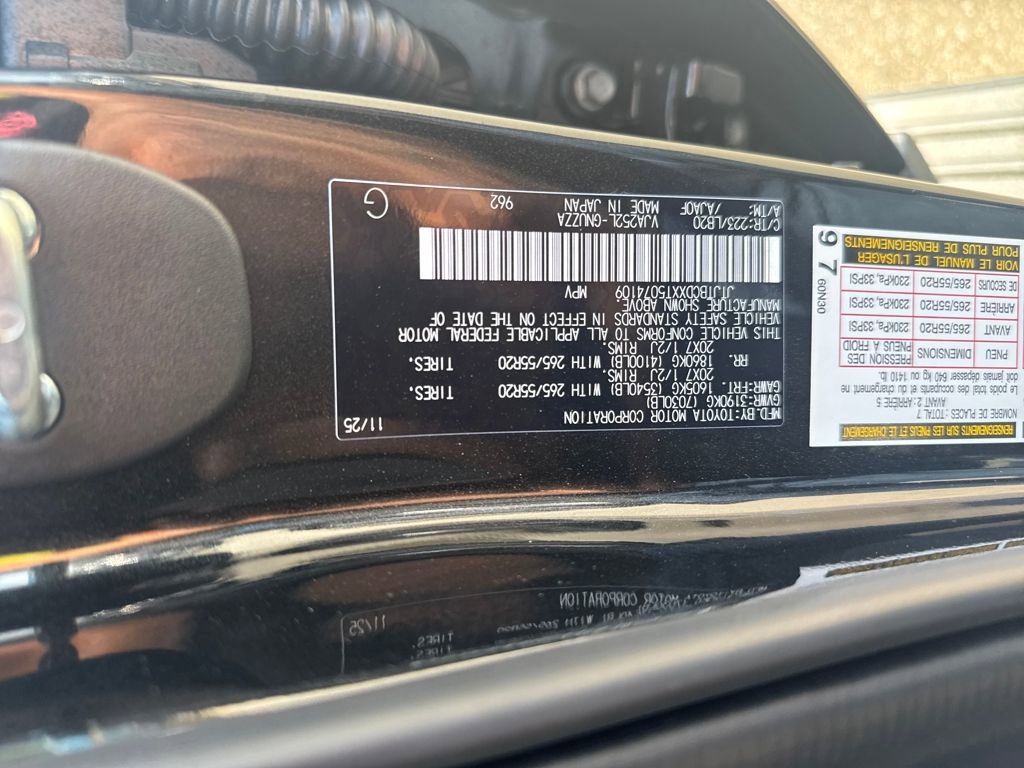 RENSEIGNEMENTS SUR LES PNEUS ET LE CHARGEMENT
NOMBRE DE PLACES : TOTAL 7
AVANT: 2; ARRIÈRE 5
Le poids total des occupants et du chargement ne
doit jamais dépasser 640 kg ou 1410 lb.
PNEU DIMENSIONS PRESSION DES PNEUS À FROID
AVANT 265/55R20 230kPa, 33PSI
ARRIÈRE 265/55R20 230kPa, 33PSI
DE SECOURS 265/55R20 230kPa, 33PSI
VOIR LE MANUEL DE L'USAGER
POUR PLUS DE RENSEIGNEMENTS
60N30
9 7
MFD.BY:TOYOTA MOTOR CORPORATION 11/25
GVWR:3190KG(7030LB)
GAWR:FRT. 1605KG(3540LB) WITH 265/55R20 TIRES.
20X7 1/2J RIMS.
RR. 1860KG(4100LB) WITH 265/55R20 TIRES.
20X7 1/2J RIMS.
THIS VEHICLE CONFORMS TO ALL APPLICABLE FEDERAL MOTOR
VEHICLE SAFETY STANDARDS IN EFFECT ON THE DATE OF
MANUFACTURE SHOWN ABOVE.
JTJTBCDXXT5074109 MPV
C/TR:223/LB20 VJA252L-GNUZZA 962 G
A/TM: /AJA0F MADE IN JAPAN